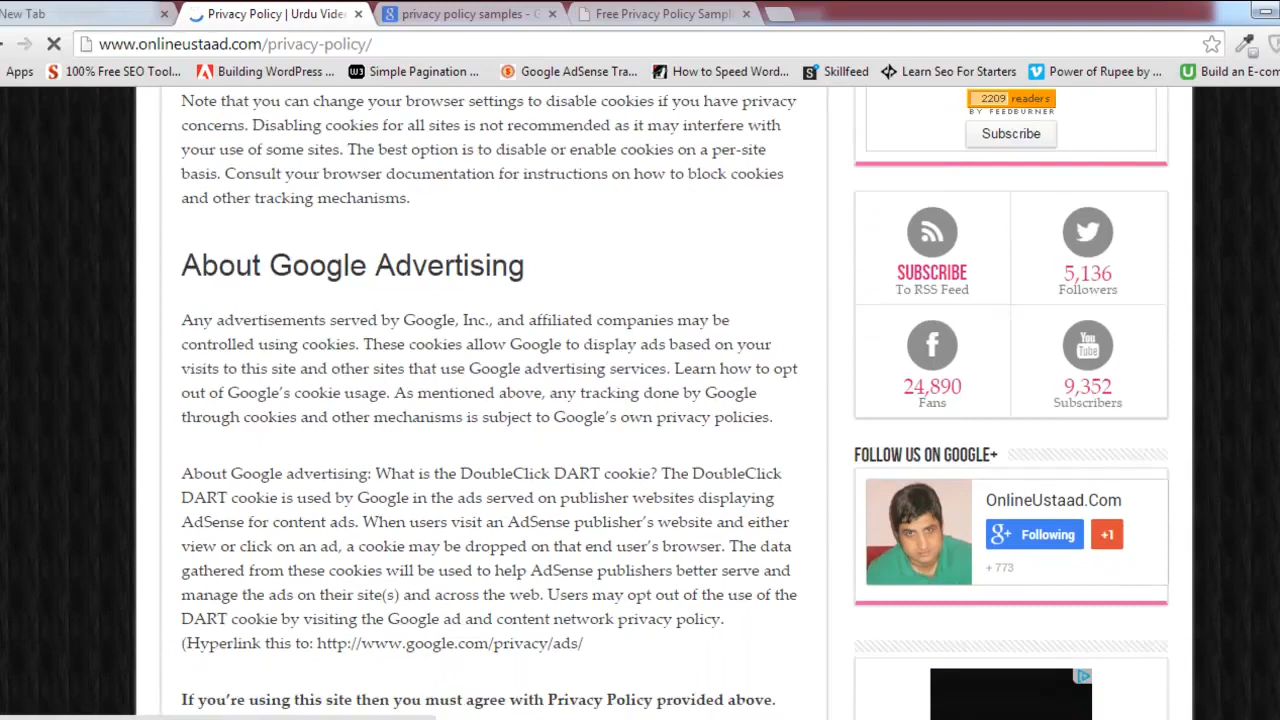 New Tab
Privacy Policy | Urdu Vide
privacy policy samples - G
Free Privacy Policy Sampl
www.onlineustaad.com/privacy-policy/
Apps
100% FREE SEO Tool...
Building WordPress ...
Simple Pagination ...
Google AdSense Tra...
How to Speed Word...
Skillfeed
Learn Seo For Starters
Power of Rupee by ...
Build an E-com
Note that you can change your browser settings to disable cookies if you have privacy
concerns. Disabling cookies for all sites is not recommended as it may interfere with
your use of some sites. The best option is to disable or enable cookies on a per-site
basis. Consult your browser documentation for instructions on how to block cookies
and other tracking mechanisms.
About Google Advertising
Any advertisements served by Google, Inc., and affiliated companies may be
controlled using cookies. These cookies allow Google to display ads based on your
visits to this site and other sites that use Google advertising services. Learn how to opt
out of Google's cookie usage. As mentioned above, any tracking done by Google
through cookies and other mechanisms is subject to Google's own privacy policies.
About Google advertising: What is the DoubleClick DART cookie? The DoubleClick
DART cookie is used by Google in the ads served on publisher websites displaying
AdSense for content ads. When users visit an AdSense publisher's website and either
view or click on an ad, a cookie may be dropped on that end user's browser. The data
gathered from these cookies will be used to help AdSense publishers better serve and
manage the ads on their site(s) and across the web. Users may opt out of the use of the
DART cookie by visiting the Google ad and content network privacy policy.
(Hyperlink this to: http://www.google.com/privacy/ads/
If you're using this site then you must agree with Privacy Policy provided above.
2209 readers
BY FEEDBURNER
Subscribe
SUBSCRIBE
To RSS Feed
5,136
Followers
You
Tube
24,890
Fans
9,352
Subscribers
FOLLOW US ON GOOGLE+
OnlineUstaad.Com
g+ Following
+1
+ 773